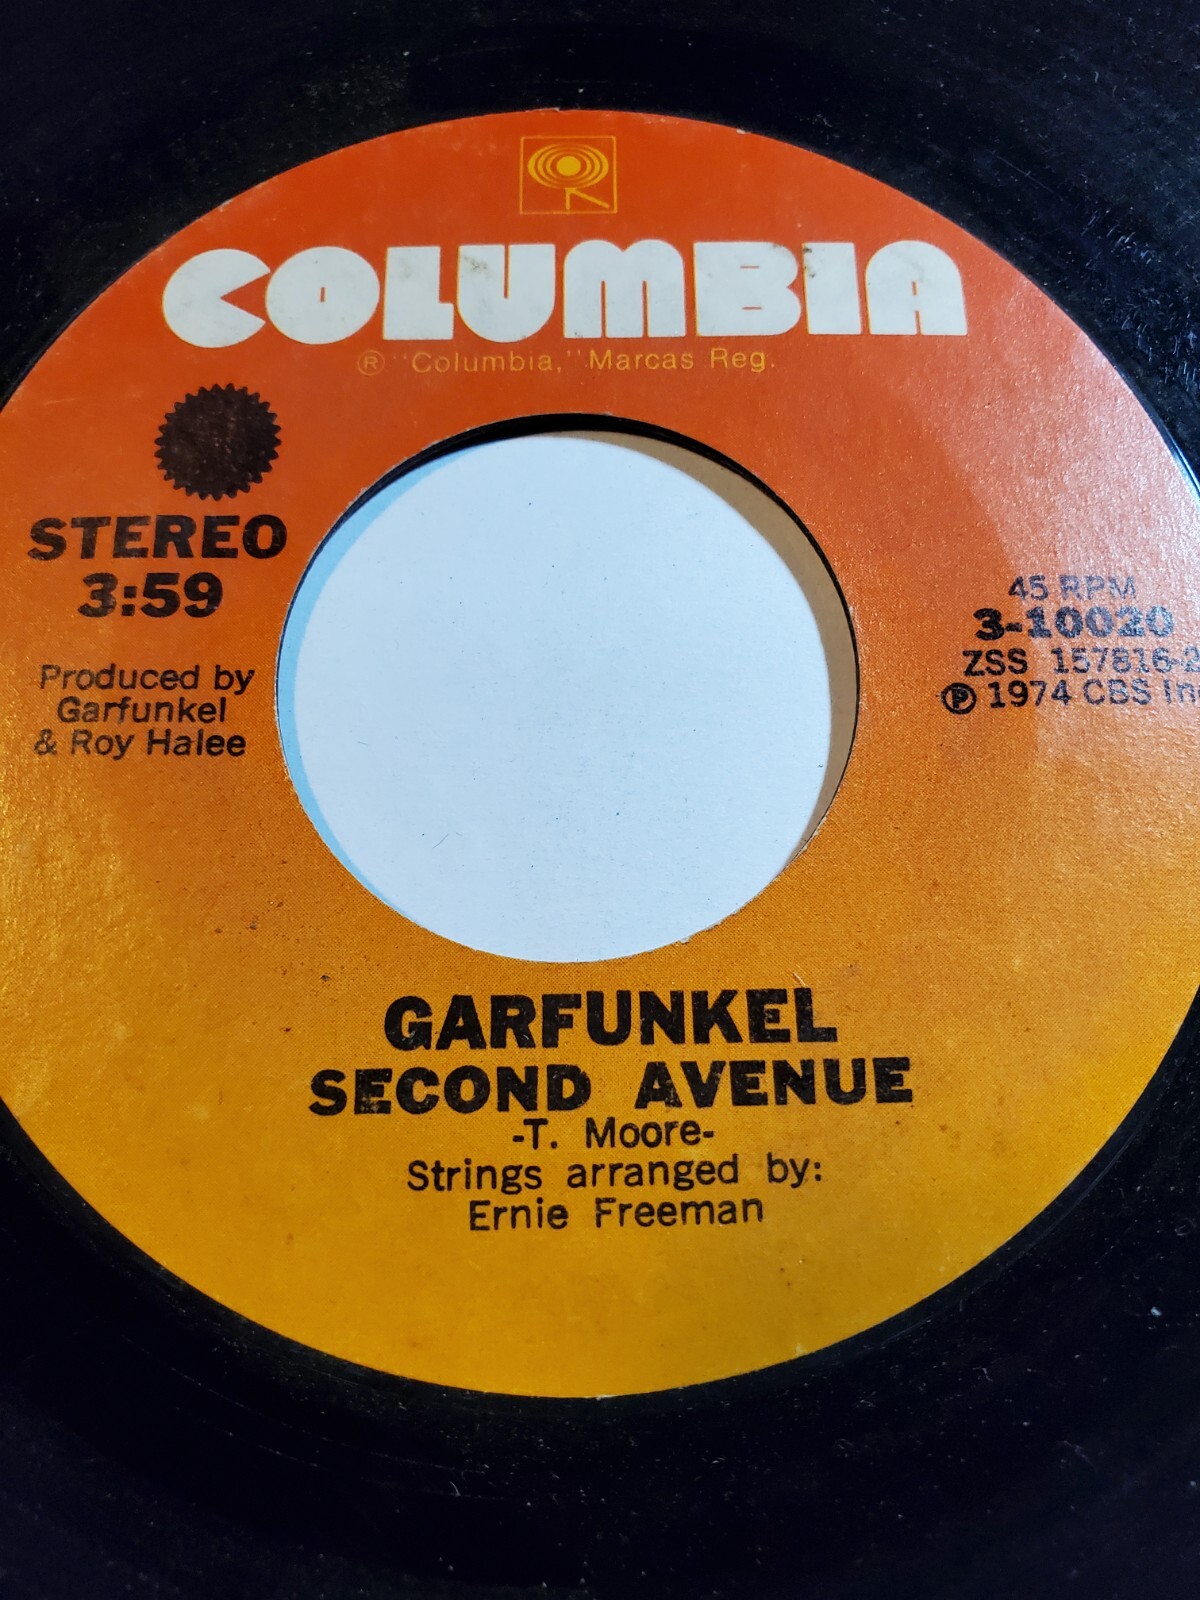 COLUMBIA
® "Columbia," Marcas Reg.
STEREO
3:59
Produced by
Garfunkel
& Roy Halee
45 RPM
3-10020
ZSS 157816-2
℗ 1974 CBS In
GARFUNKEL
SECOND AVENUE
-T. Moore-
Strings arranged by:
Ernie Freeman